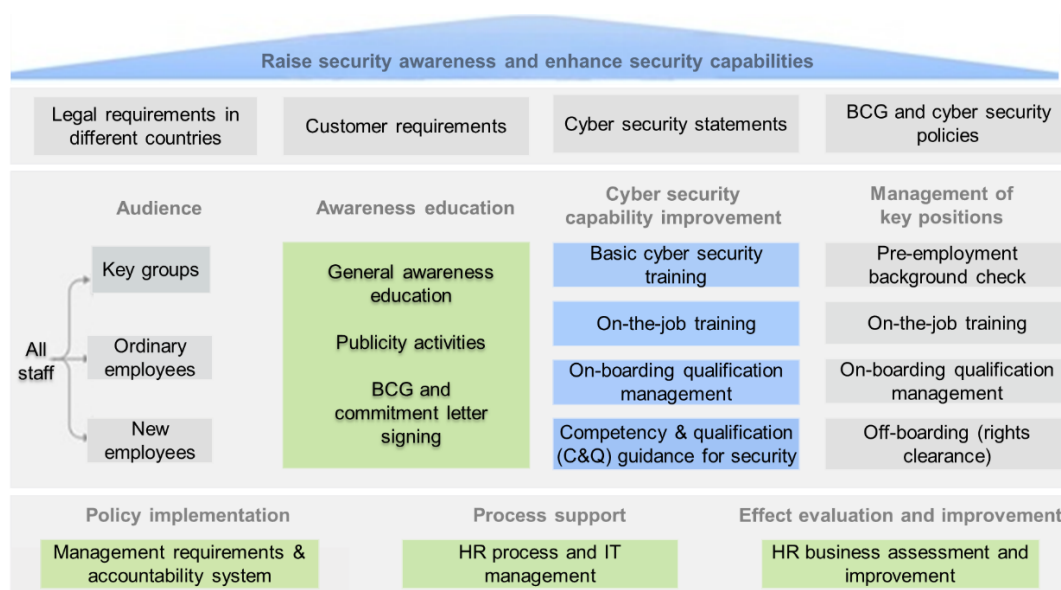 Raise security awareness and enhance security capabilities
Legal requirements in
different countries
Customer requirements
Cyber security statements
BCG and cyber security
policies
Audience
Awareness education
Cyber security
capability improvement
Management of
key positions
All
staff
Key groups
Ordinary
employees
New
employees
General awareness
education
Publicity activities
BCG and
commitment letter
signing
Basic cyber security
training
On-the-job training
On-boarding qualification
management
Competency & qualification
(C&Q) guidance for security
Pre-employment
background check
On-the-job training
On-boarding qualification
management
Off-boarding (rights
clearance)
Policy implementation
Process support
Effect evaluation and improvement
Management requirements &
accountability system
HR process and IT
management
HR business assessment and
improvement